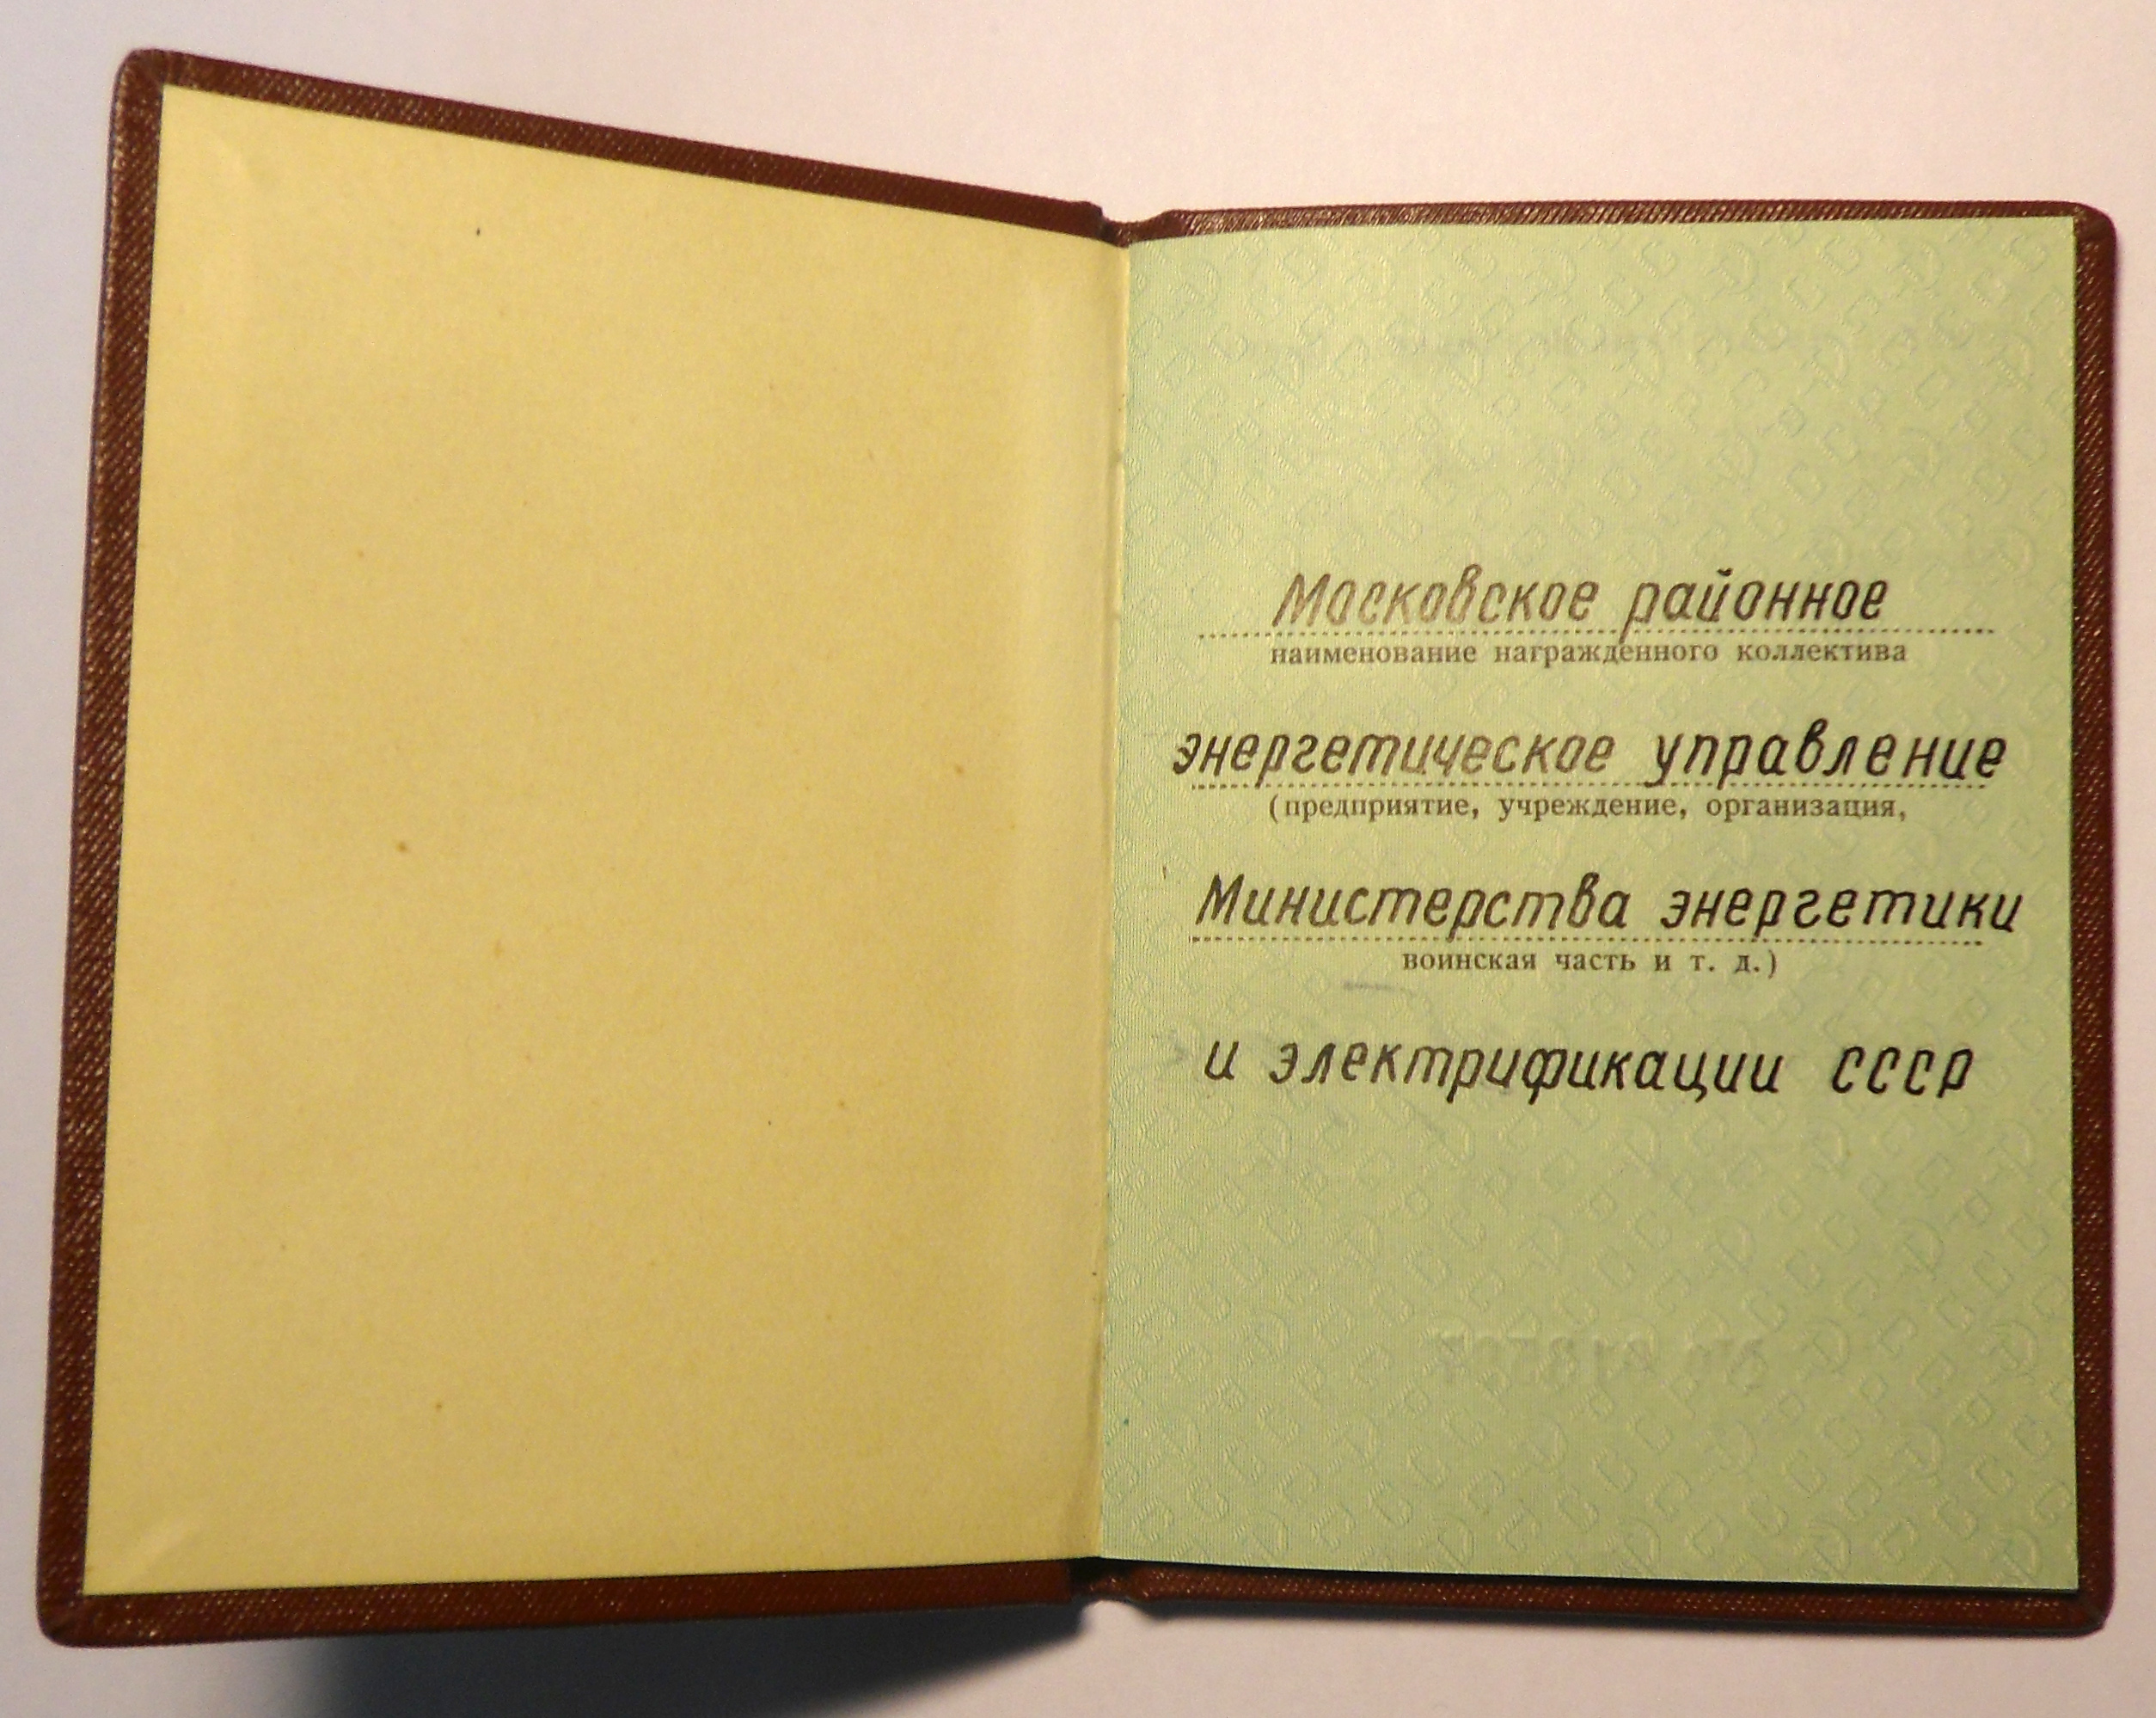 Московское районное
наименование награжденного коллектива
энергетическое управление
(предприятие, учреждение, организация,
Министерства энергетики
воинская часть и т. д.)
и электрификации СССР